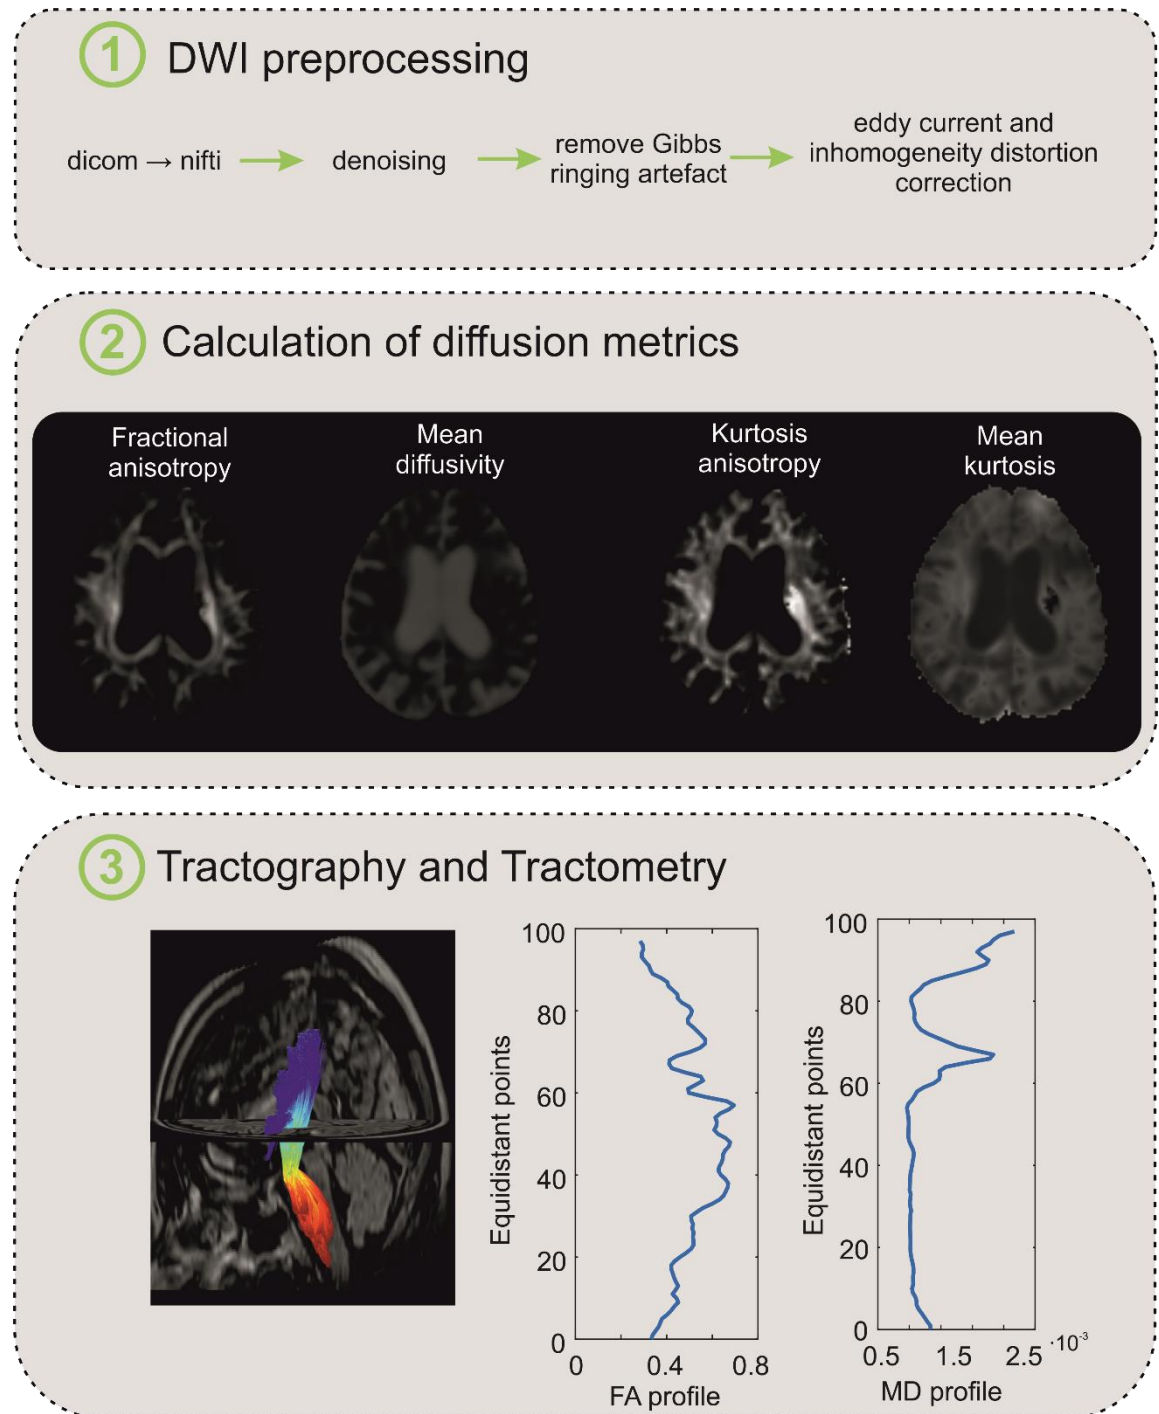 1 DWI preprocessing
dicom → nifti
denoising
remove Gibbs
ringing artefact
eddy current and
inhomogeneity distortion
correction
2 Calculation of diffusion metrics
Fractional
anisotropy
Mean
diffusivity
Kurtosis
anisotropy
Mean
kurtosis
3 Tractography and Tractometry
Equidistant points
100
80
60
40
20
0
0 0.4 0.8
FA profile
Equidistant points
100
80
60
40
20
0
0.5 1.5 2.5 ·10⁻³
MD profile